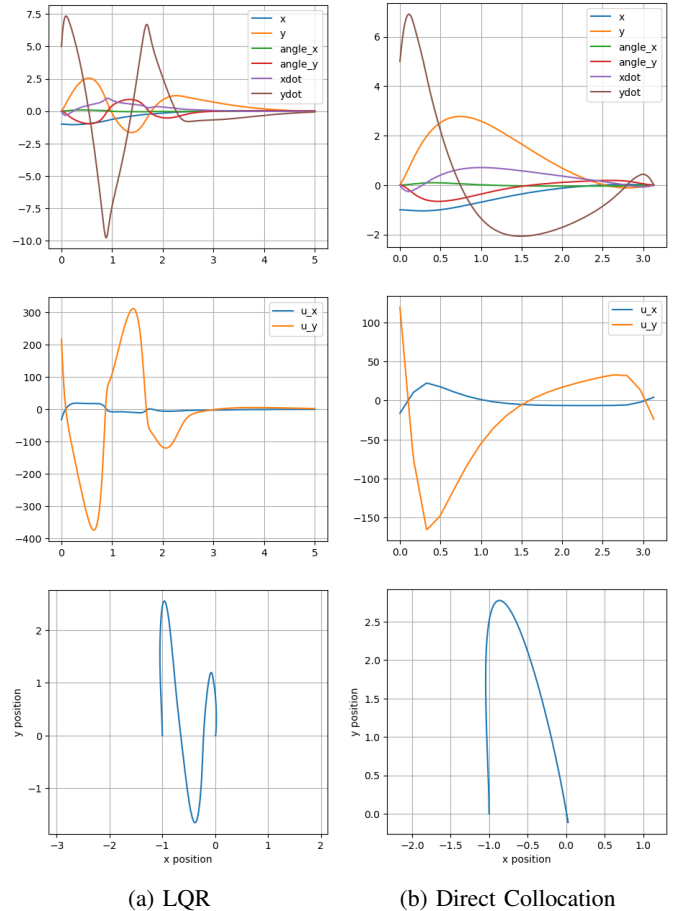 7.5
5.0
2.5
0.0
−2.5
−5.0
−7.5
−10.0
0 1 2 3 4 5
x
y
angle_x
angle_y
xdot
ydot
6
4
2
0
−2
0.0 0.5 1.0 1.5 2.0 2.5 3.0
x
y
angle_x
angle_y
xdot
ydot
300
200
100
0
−100
−200
−300
−400
0 1 2 3 4 5
u_x
u_y
100
50
0
−50
−100
−150
0.0 0.5 1.0 1.5 2.0 2.5 3.0
u_x
u_y
y position
2
1
0
−1
−3 −2 −1 0 1 2
x position
y position
2.5
2.0
1.5
1.0
0.5
0.0
−2.0 −1.5 −1.0 −0.5 0.0 0.5 1.0
x position
(a) LQR
(b) Direct Collocation